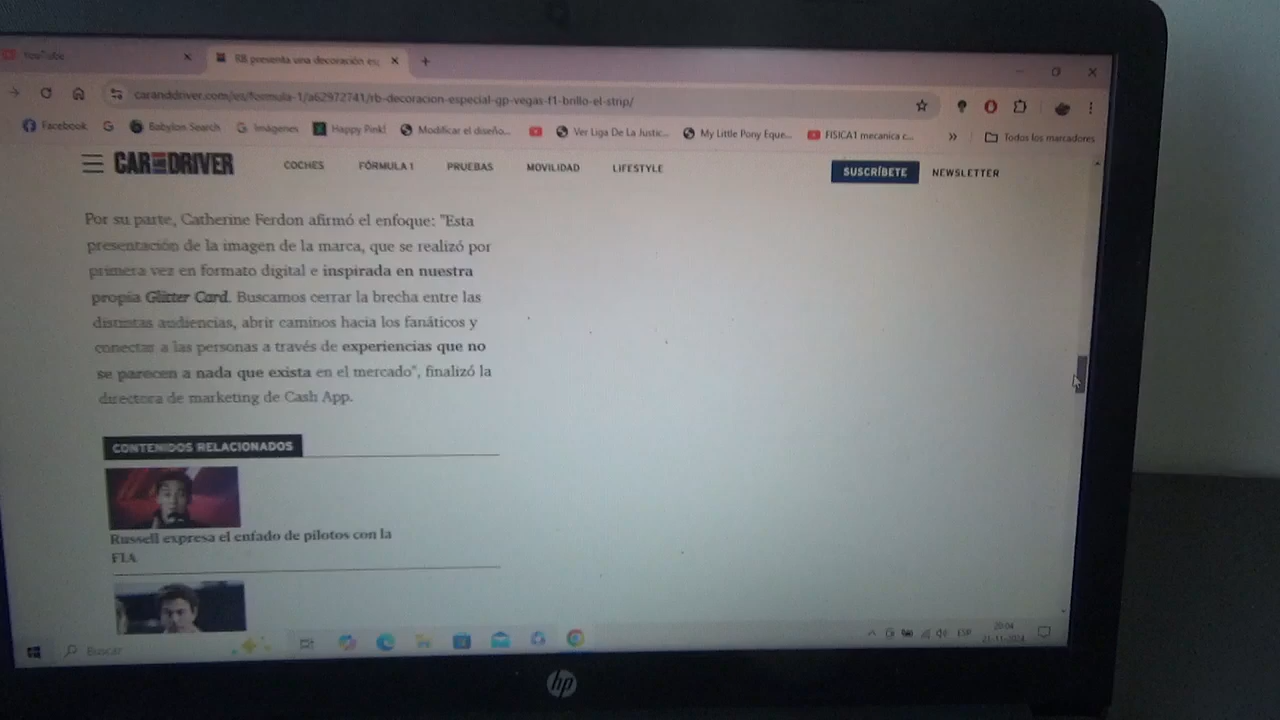 YouTube
RB presenta una decoración es
caranddriver.com/es/formula-1/a62972741/rb-decoracion-especial-gp-vegas-f1-brillo-el-strip/
Facebook
Babylon Search
Imágenes
Happy Pink!
Modificar el diseño...
Ver Liga De La Justic...
My Little Pony Eque...
FISICA1 mecanica c...
Todos los marcadores
CAR AND DRIVER
COCHES
FÓRMULA 1
PRUEBAS
MOVILIDAD
LIFESTYLE
SUSCRÍBETE
NEWSLETTER
Por su parte, Catherine Ferdon afirmó el enfoque: "Esta
presentación de la imagen de la marca, que se realizó por
primera vez en formato digital e inspirada en nuestra
propia Glitter Card. Buscamos cerrar la brecha entre las
distintas audiencias, abrir caminos hacia los fanáticos y
conectar a las personas a través de experiencias que no
se parecen a nada que exista en el mercado", finalizó la
directora de marketing de Cash App.
CONTENIDOS RELACIONADOS
Russell expresa el enfado de pilotos con la
FIA
Buscar
ESP
20:04
21-11-2024
hp